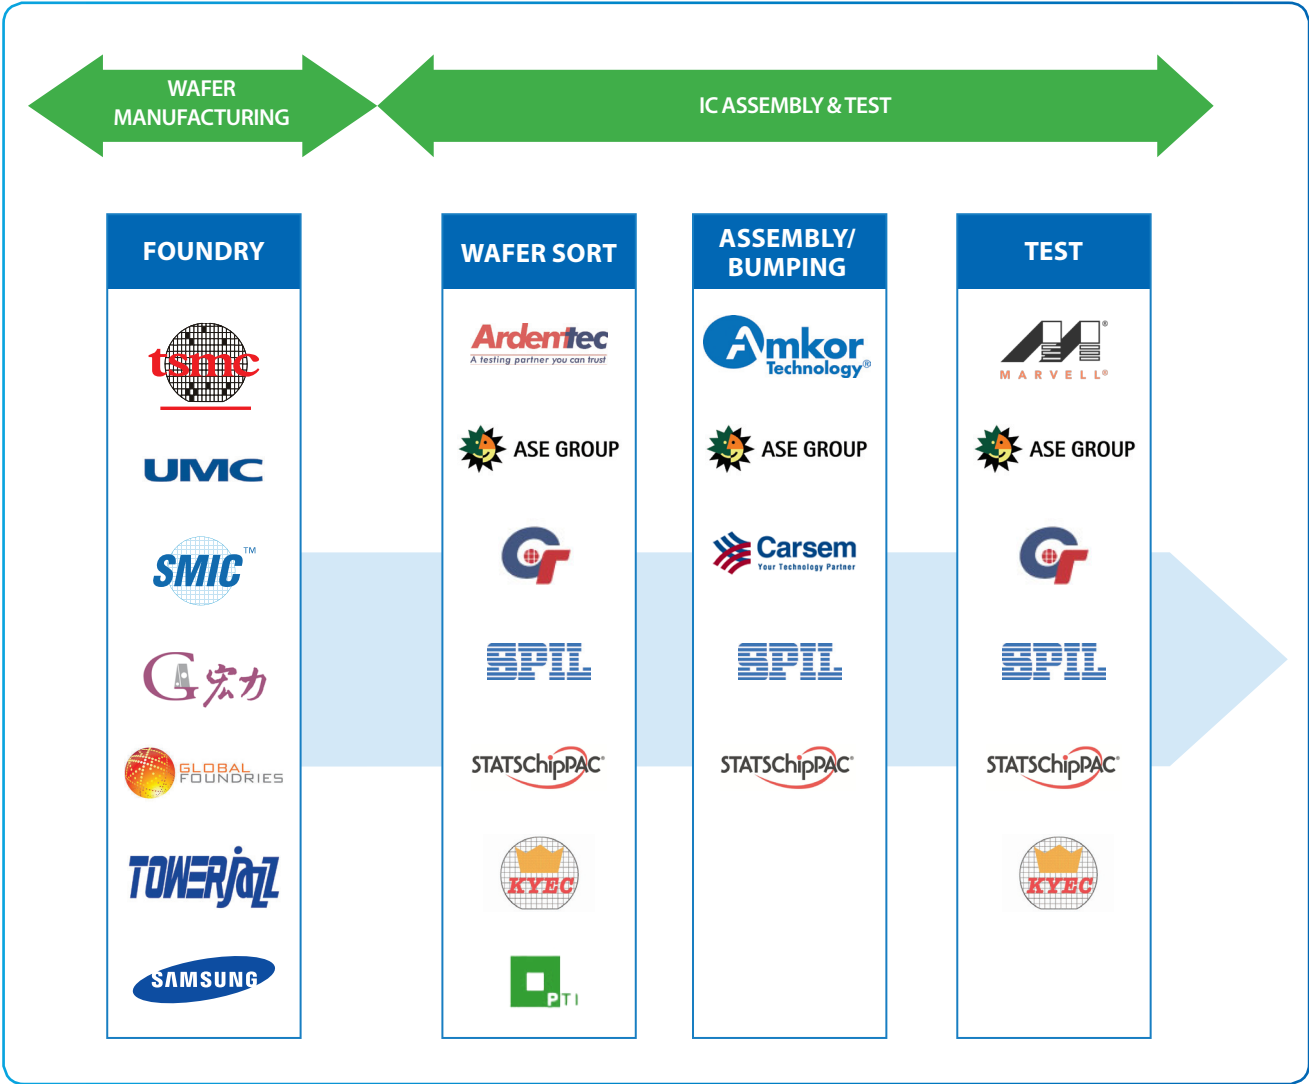 WAFER
MANUFACTURING
IC ASSEMBLY & TEST
FOUNDRY
tsmc
UMC
SMIC™
G 宏力
GLOBAL
FOUNDRIES
TOWERjazz
SAMSUNG
WAFER SORT
Ardentec
A testing partner you can trust
ASE GROUP
SPIL
STATSChipPAC®
KYEC
PTI
ASSEMBLY/
BUMPING
Amkor
Technology®
ASE GROUP
Carsem
Your Technology Partner
SPIL
STATSChipPAC®
TEST
MARVELL®
ASE GROUP
SPIL
STATSChipPAC®
KYEC